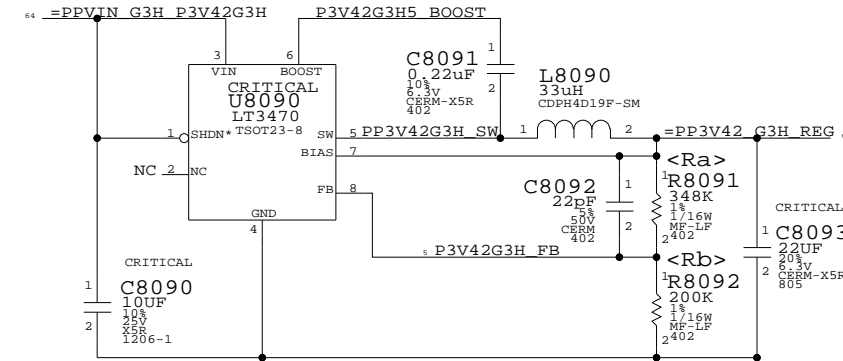 64 =PPVIN_G3H_P3V42G3H
P3V42G3H5_BOOST
3
VIN
6
BOOST
CRITICAL
U8090
LT3470
TSOT23-8
1
SHDN*
NC 2 NC
SW 5 PP3V42G3H_SW
BIAS 7
FB 8
GND
4
C8091
0.22uF
10%
6.3V
CERM-X5R
402
1
2
L8090
33uH
CDPH4D19F-SM
1
2
=PP3V42_G3H_REG
<Ra>
1
R8091
348K
1%
1/16W
MF-LF
2 402
C8092
22pF
5%
50V
CERM
402
1
2
5 P3V42G3H_FB
<Rb>
1
R8092
200K
1%
1/16W
MF-LF
2 402
CRITICAL
1
C8093
22UF
20%
6.3V
CERM-X5R
805
2
CRITICAL
1
C8090
10UF
10%
25V
X5R
1206-1
2